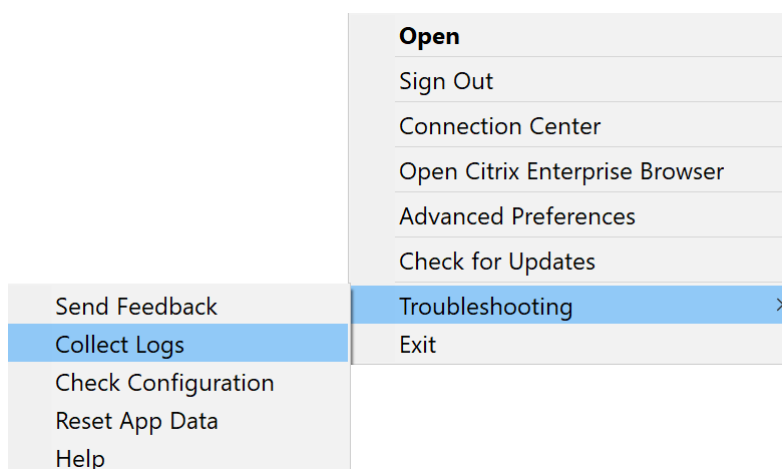 Open
Sign Out
Connection Center
Open Citrix Enterprise Browser
Advanced Preferences
Check for Updates
Troubleshooting
Exit
Send Feedback
Collect Logs
Check Configuration
Reset App Data
Help